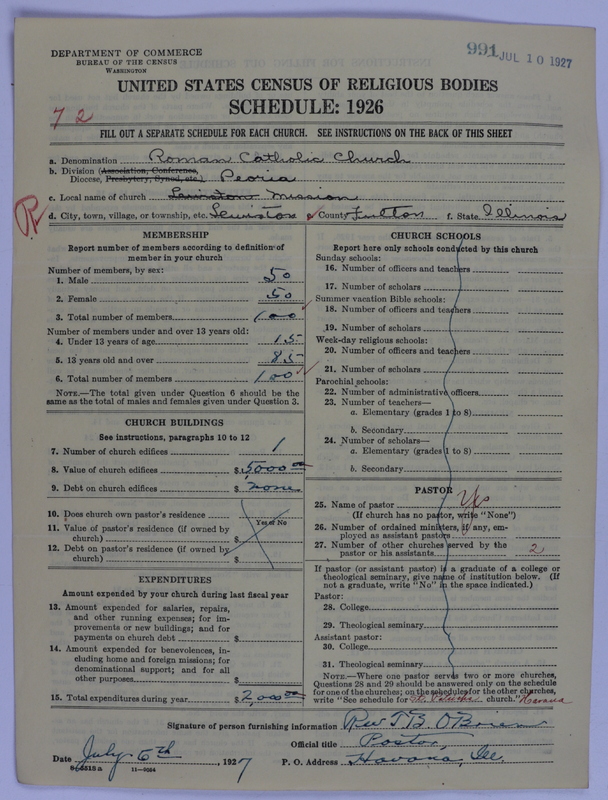 DEPARTMENT OF COMMERCE
BUREAU OF THE CENSUS
WASHINGTON
991 JUL 10 1927
UNITED STATES CENSUS OF RELIGIOUS BODIES
SCHEDULE: 1926
72
FILL OUT A SEPARATE SCHEDULE FOR EACH CHURCH. SEE INSTRUCTIONS ON THE BACK OF THIS SHEET
a. Denomination Roman Catholic Church
b. Division (Association, Conference,
Diocese, Presbytery, Synod, etc.) Peoria
c. Local name of church Lewiston Mission
R d. City, town, village, or township, etc. Lewiston County Fulton f. State Illinois
MEMBERSHIP
Report number of members according to definition of
member in your church
Number of members, by sex:
1. Male 50
2. Female 50
3. Total number of members 100
Number of members under and over 13 years old:
4. Under 13 years of age 15
5. 13 years old and over 85
6. Total number of members 100
NOTE.—The total given under Question 6 should be
same as the total of males and females given under Question 3.
CHURCH BUILDINGS
See instructions, paragraphs 10 to 12
7. Number of church edifices 1
8. Value of church edifices $ 5000 00
9. Debt on church edifices $ none
10. Does church own pastor's residence
Yes or No
11. Value of pastor's residence (if owned by
church) $
12. Debt on pastor's residence (if owned by
church) $
EXPENDITURES
Amount expended by your church during last fiscal year
13. Amount expended for salaries, repairs,
and other running expenses; for im-
provements or new buildings; and for
payments on church debt $
14. Amount expended for benevolences, in-
cluding home and foreign missions; for
denominational support; and for all
other purposes $
15. Total expenditures during year $ 2,000 00
CHURCH SCHOOLS
Report here only schools conducted by this church
Sunday schools:
16. Number of officers and teachers
17. Number of scholars
Summer vacation Bible schools:
18. Number of officers and teachers
19. Number of scholars
Week-day religious schools:
20. Number of officers and teachers
21. Number of scholars
Parochial schools:
22. Number of administrative officers
23. Number of teachers—
a. Elementary (grades 1 to 8)
b. Secondary
24. Number of scholars—
a. Elementary (grades 1 to 8)
b. Secondary
PASTOR
25. Name of pastor Yes
(If church has no pastor, write "None")
26. Number of ordained ministers, if any, em-
ployed as assistant pastors
27. Number of other churches served by the
pastor or his assistants 2
If pastor (or assistant pastor) is a graduate of a college or
theological seminary, give name of institution below. (If
not a graduate, write "No" in the space indicated.)
Pastor:
28. College
29. Theological seminary
Assistant pastor:
30. College
31. Theological seminary
NOTE.—Where one pastor serves two or more churches,
Questions 28 and 29 should be answered only on the schedule
for one of the churches; on the schedules for the other churches,
write "See schedule for St. Patricks church." Havana
Signature of person furnishing information Rev T. B. O'Brien
Official title Pastor,
Date July 6th, 1927 P. O. Address Havana, Ill.
11—9054